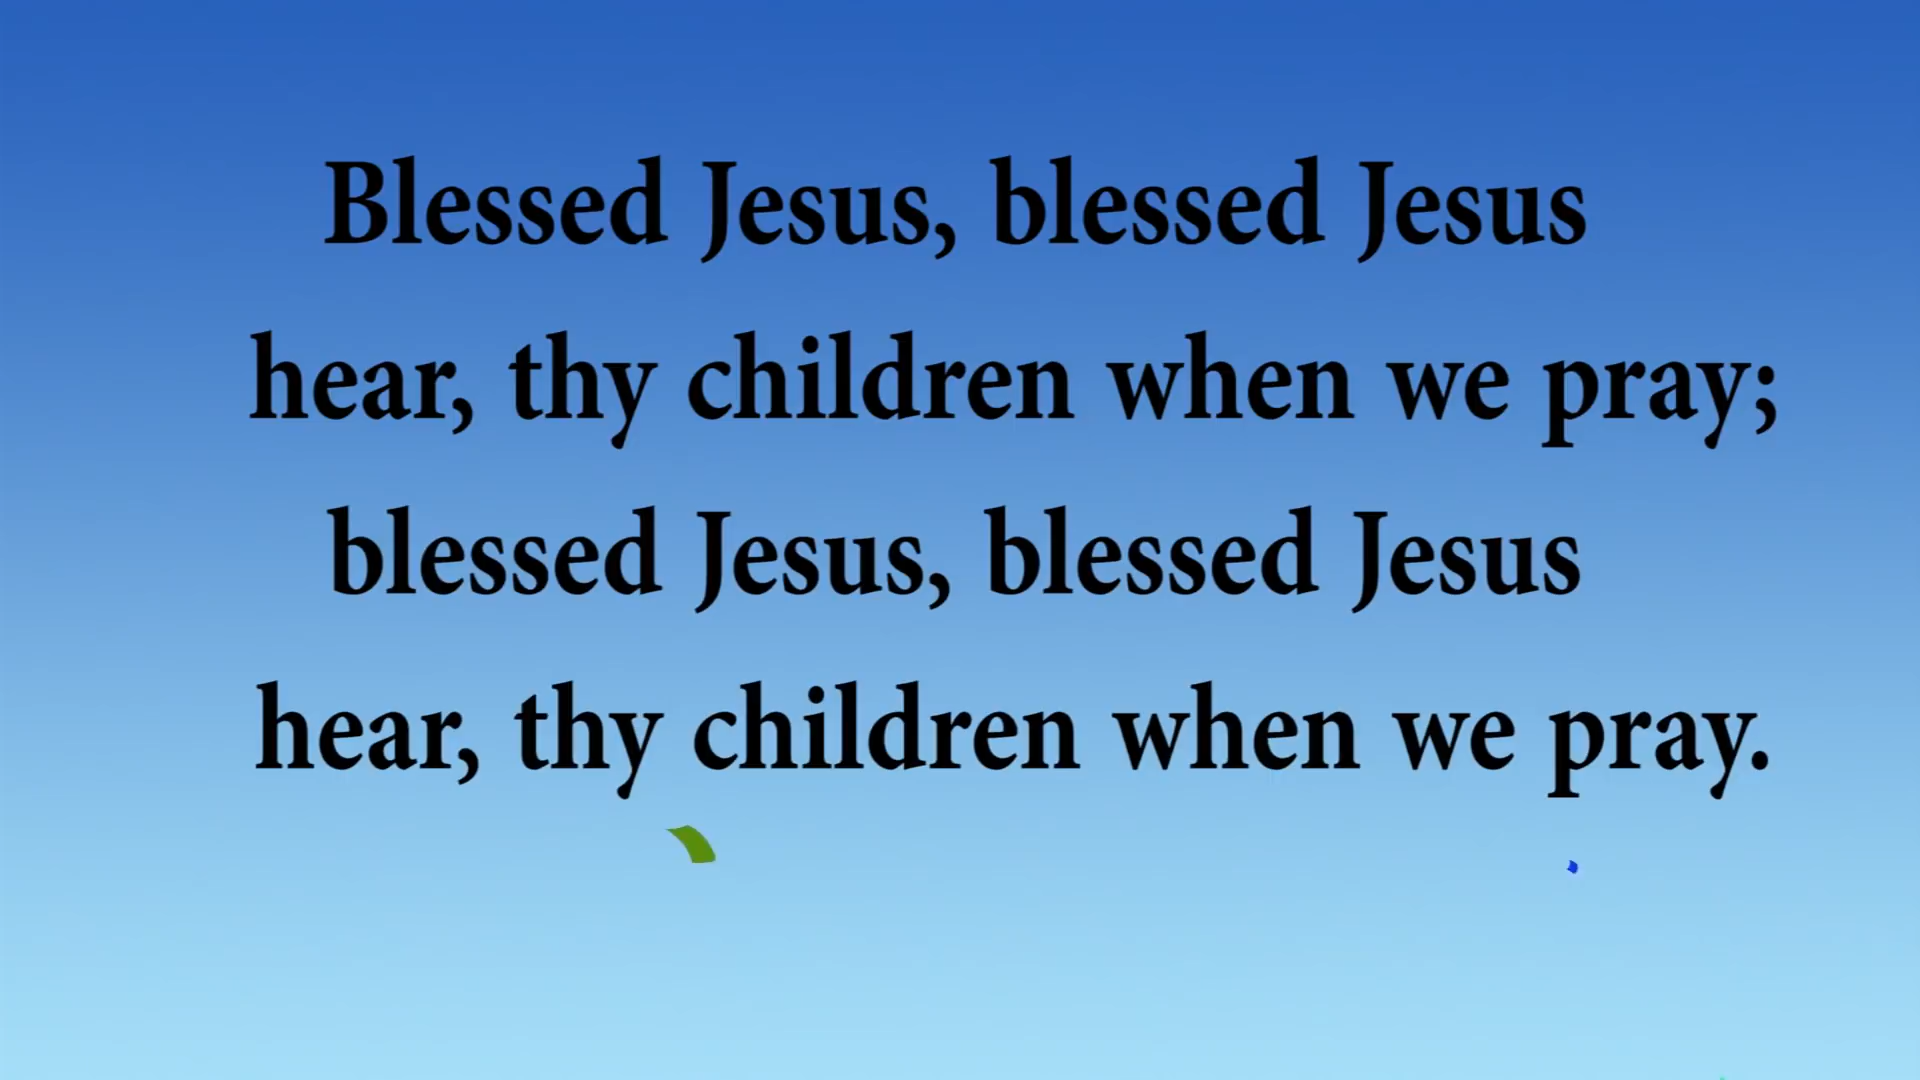 Blessed Jesus, blessed Jesus
hear, thy children when we pray;
blessed Jesus, blessed Jesus
hear, thy children when we pray.